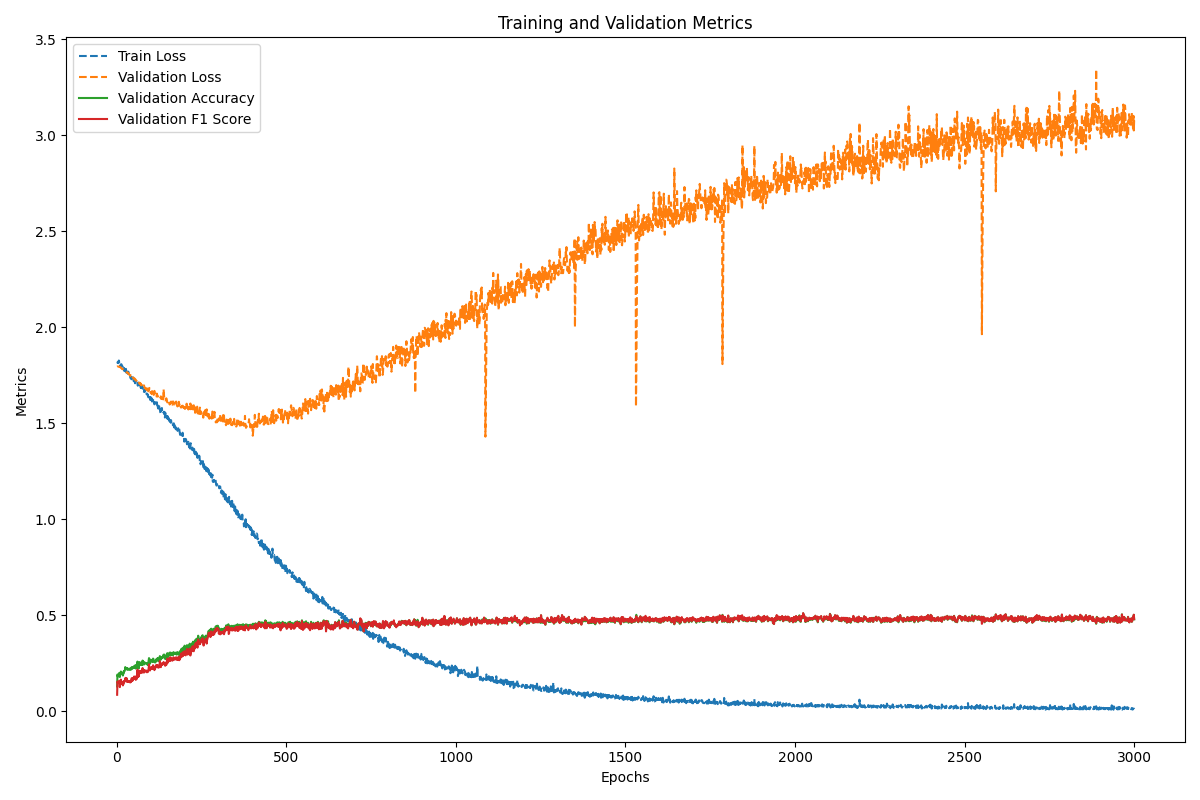 Training and Validation Metrics
3.5
3.0
2.5
2.0
1.5
1.0
0.5
0.0
Metrics
Train Loss
Validation Loss
Validation Accuracy
Validation F1 Score
0
500
1000
1500
2000
2500
3000
Epochs